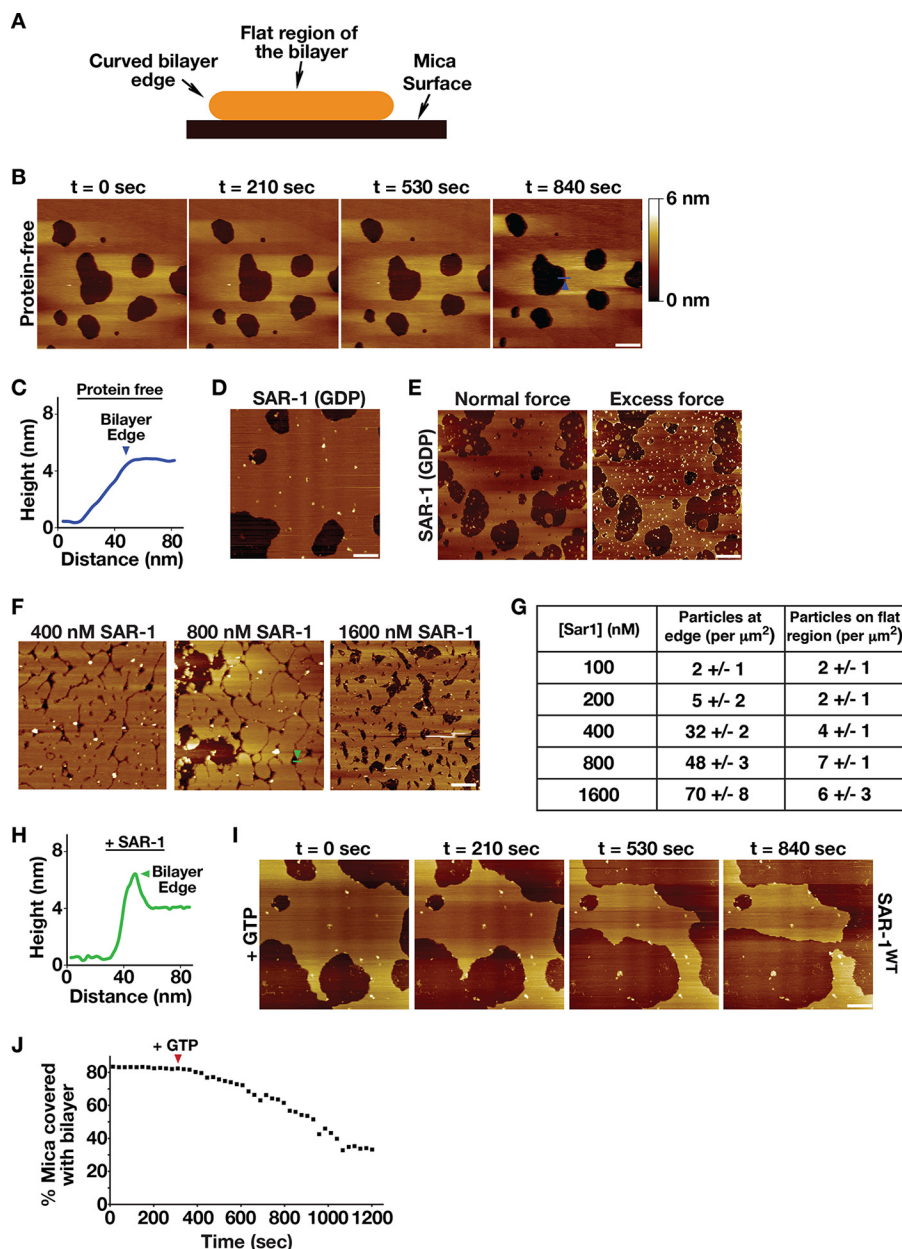 A
Flat region of
the bilayer
Curved bilayer
edge
Mica
Surface
B
t = 0 sec
t = 210 sec
t = 530 sec
t = 840 sec
Protein-free
6 nm
0 nm
C
Protein free
Bilayer
Edge
Height (nm)
8
4
0
0
40
80
Distance (nm)
D
SAR-1 (GDP)
E
Normal force
Excess force
SAR-1 (GDP)
F
400 nM SAR-1
800 nM SAR-1
1600 nM SAR-1
G
[Sar1] (nM)
Particles at
edge (per µm²)
Particles on flat
region (per µm²)
100
2 +/- 1
2 +/- 1
200
5 +/- 2
2 +/- 1
400
32 +/- 2
4 +/- 1
800
48 +/- 3
7 +/- 1
1600
70 +/- 8
6 +/- 3
H
+ SAR-1
Bilayer
Edge
Height (nm)
8
4
0
0
40
80
Distance (nm)
I
t = 0 sec
t = 210 sec
t = 530 sec
t = 840 sec
+ GTP
SAR-1WT
J
+ GTP
% Mica covered
with bilayer
80
60
40
20
0
0
200
400
600
800
1000
1200
Time (sec)